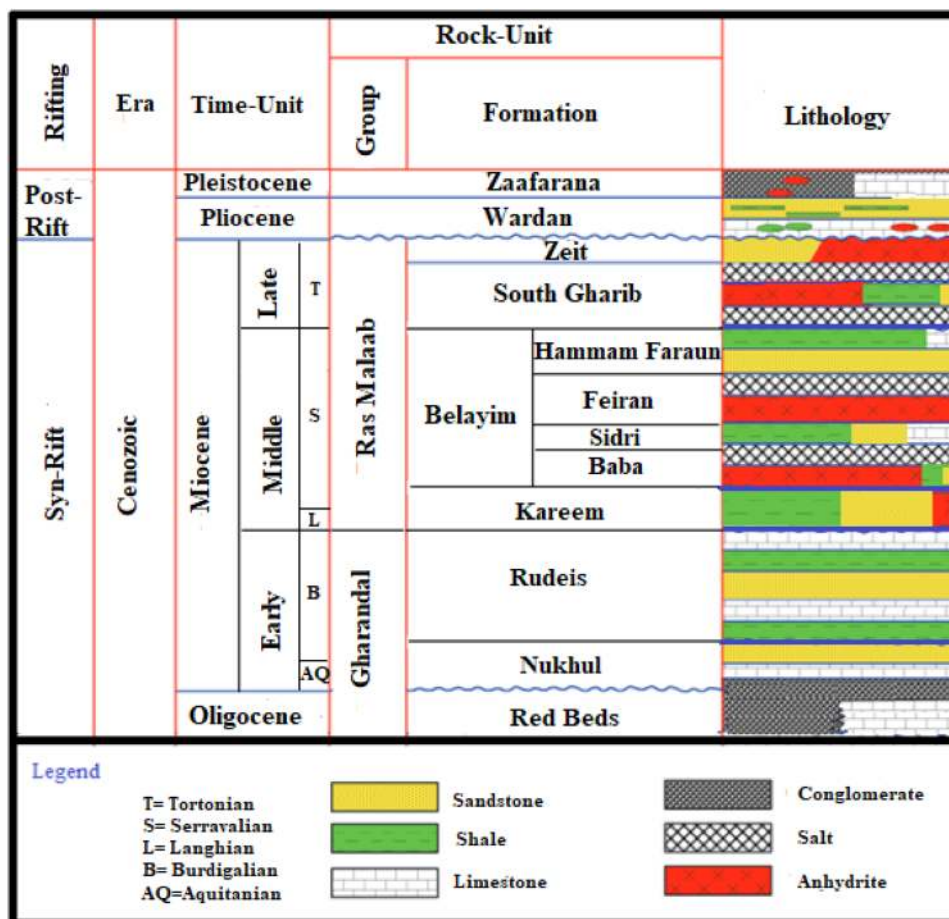 Rifting
Era
Time-Unit
Rock-Unit
Group
Formation
Lithology
Post-
Rift
Syn-Rift
Cenozoic
Pleistocene
Pliocene
Miocene
Late
Middle
Early
T
S
L
B
AQ
Oligocene
Ras Malaab
Gharandal
Zaafarana
Wardan
Zeit
South Gharib
Belayim
Hammam Faraun
Feiran
Sidri
Baba
Kareem
Rudeis
Nukhul
Red Beds
Legend
T= Tortonian
S= Serravalian
L= Langhian
B= Burdigalian
AQ=Aquitanian
Sandstone
Shale
Limestone
Conglomerate
Salt
Anhydrite